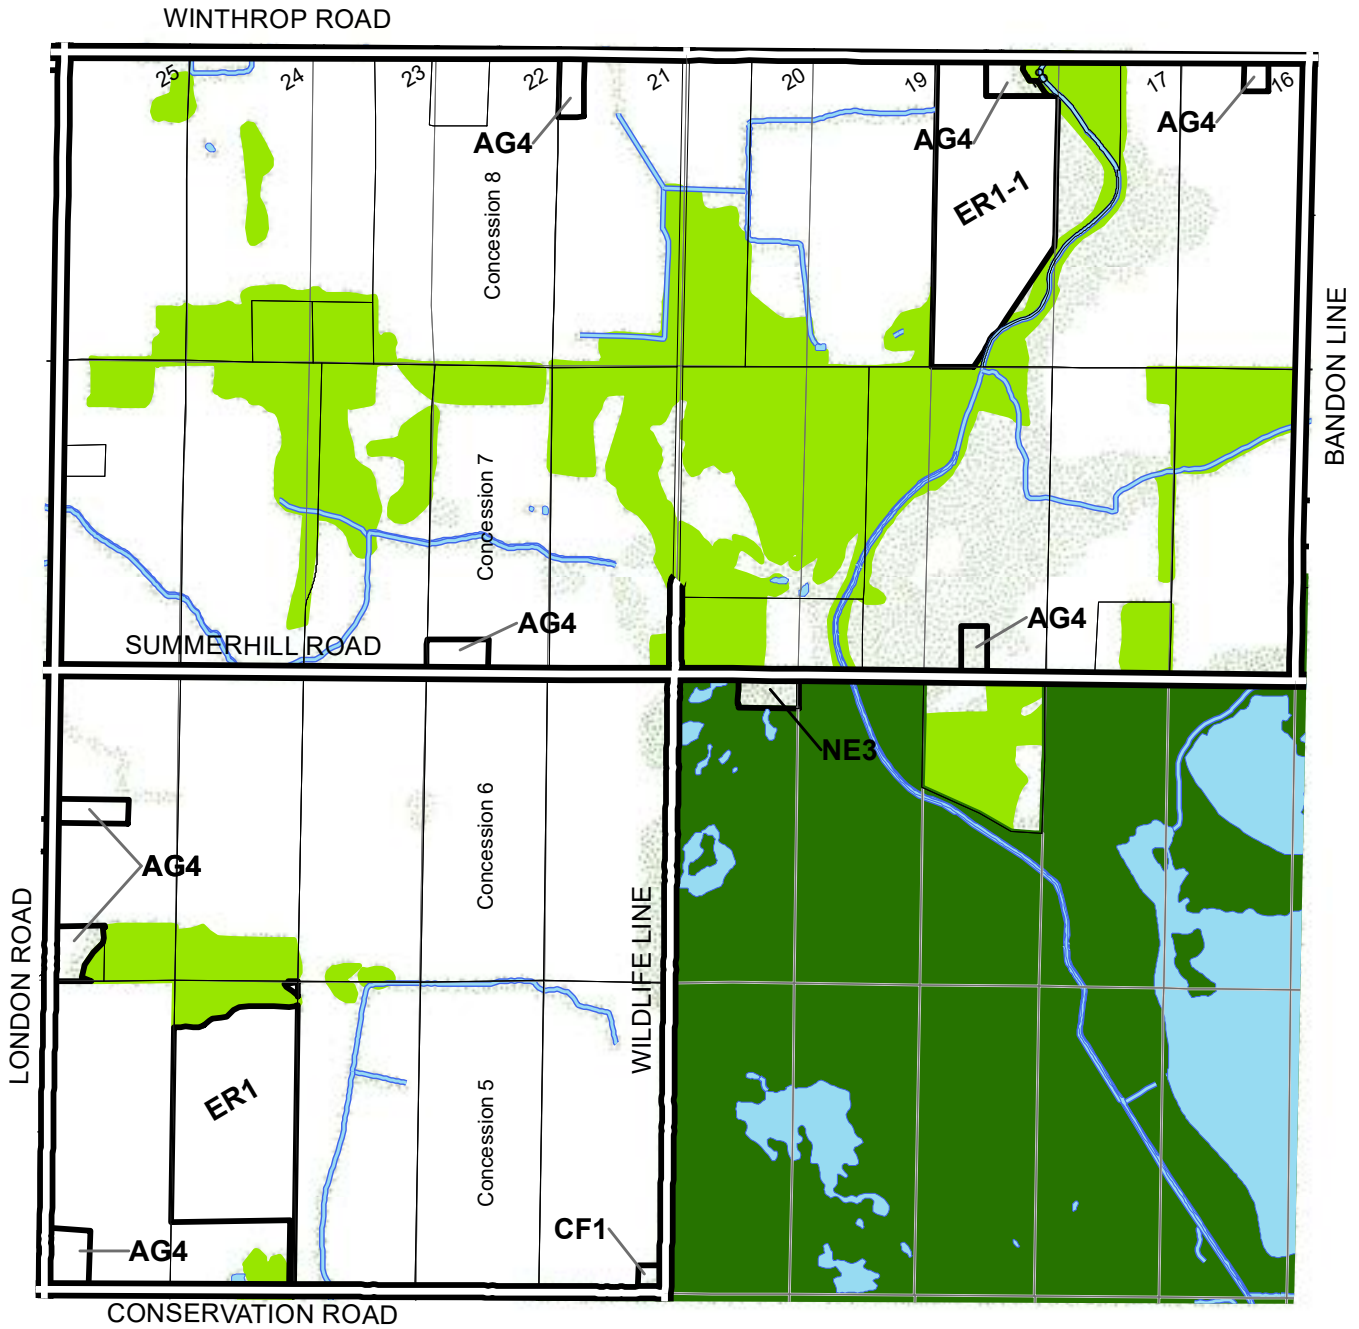 WINTHROP ROAD
25
24
23
22
21
20
19
17
16
AG4
AG4
AG4
ER1-1
Concession 8
BANDON LINE
Concession 7
AG4
AG4
SUMMERHILL ROAD
NE3
Concession 6
AG4
LONDON ROAD
WILDLIFE LINE
ER1
Concession 5
CF1
AG4
CONSERVATION ROAD